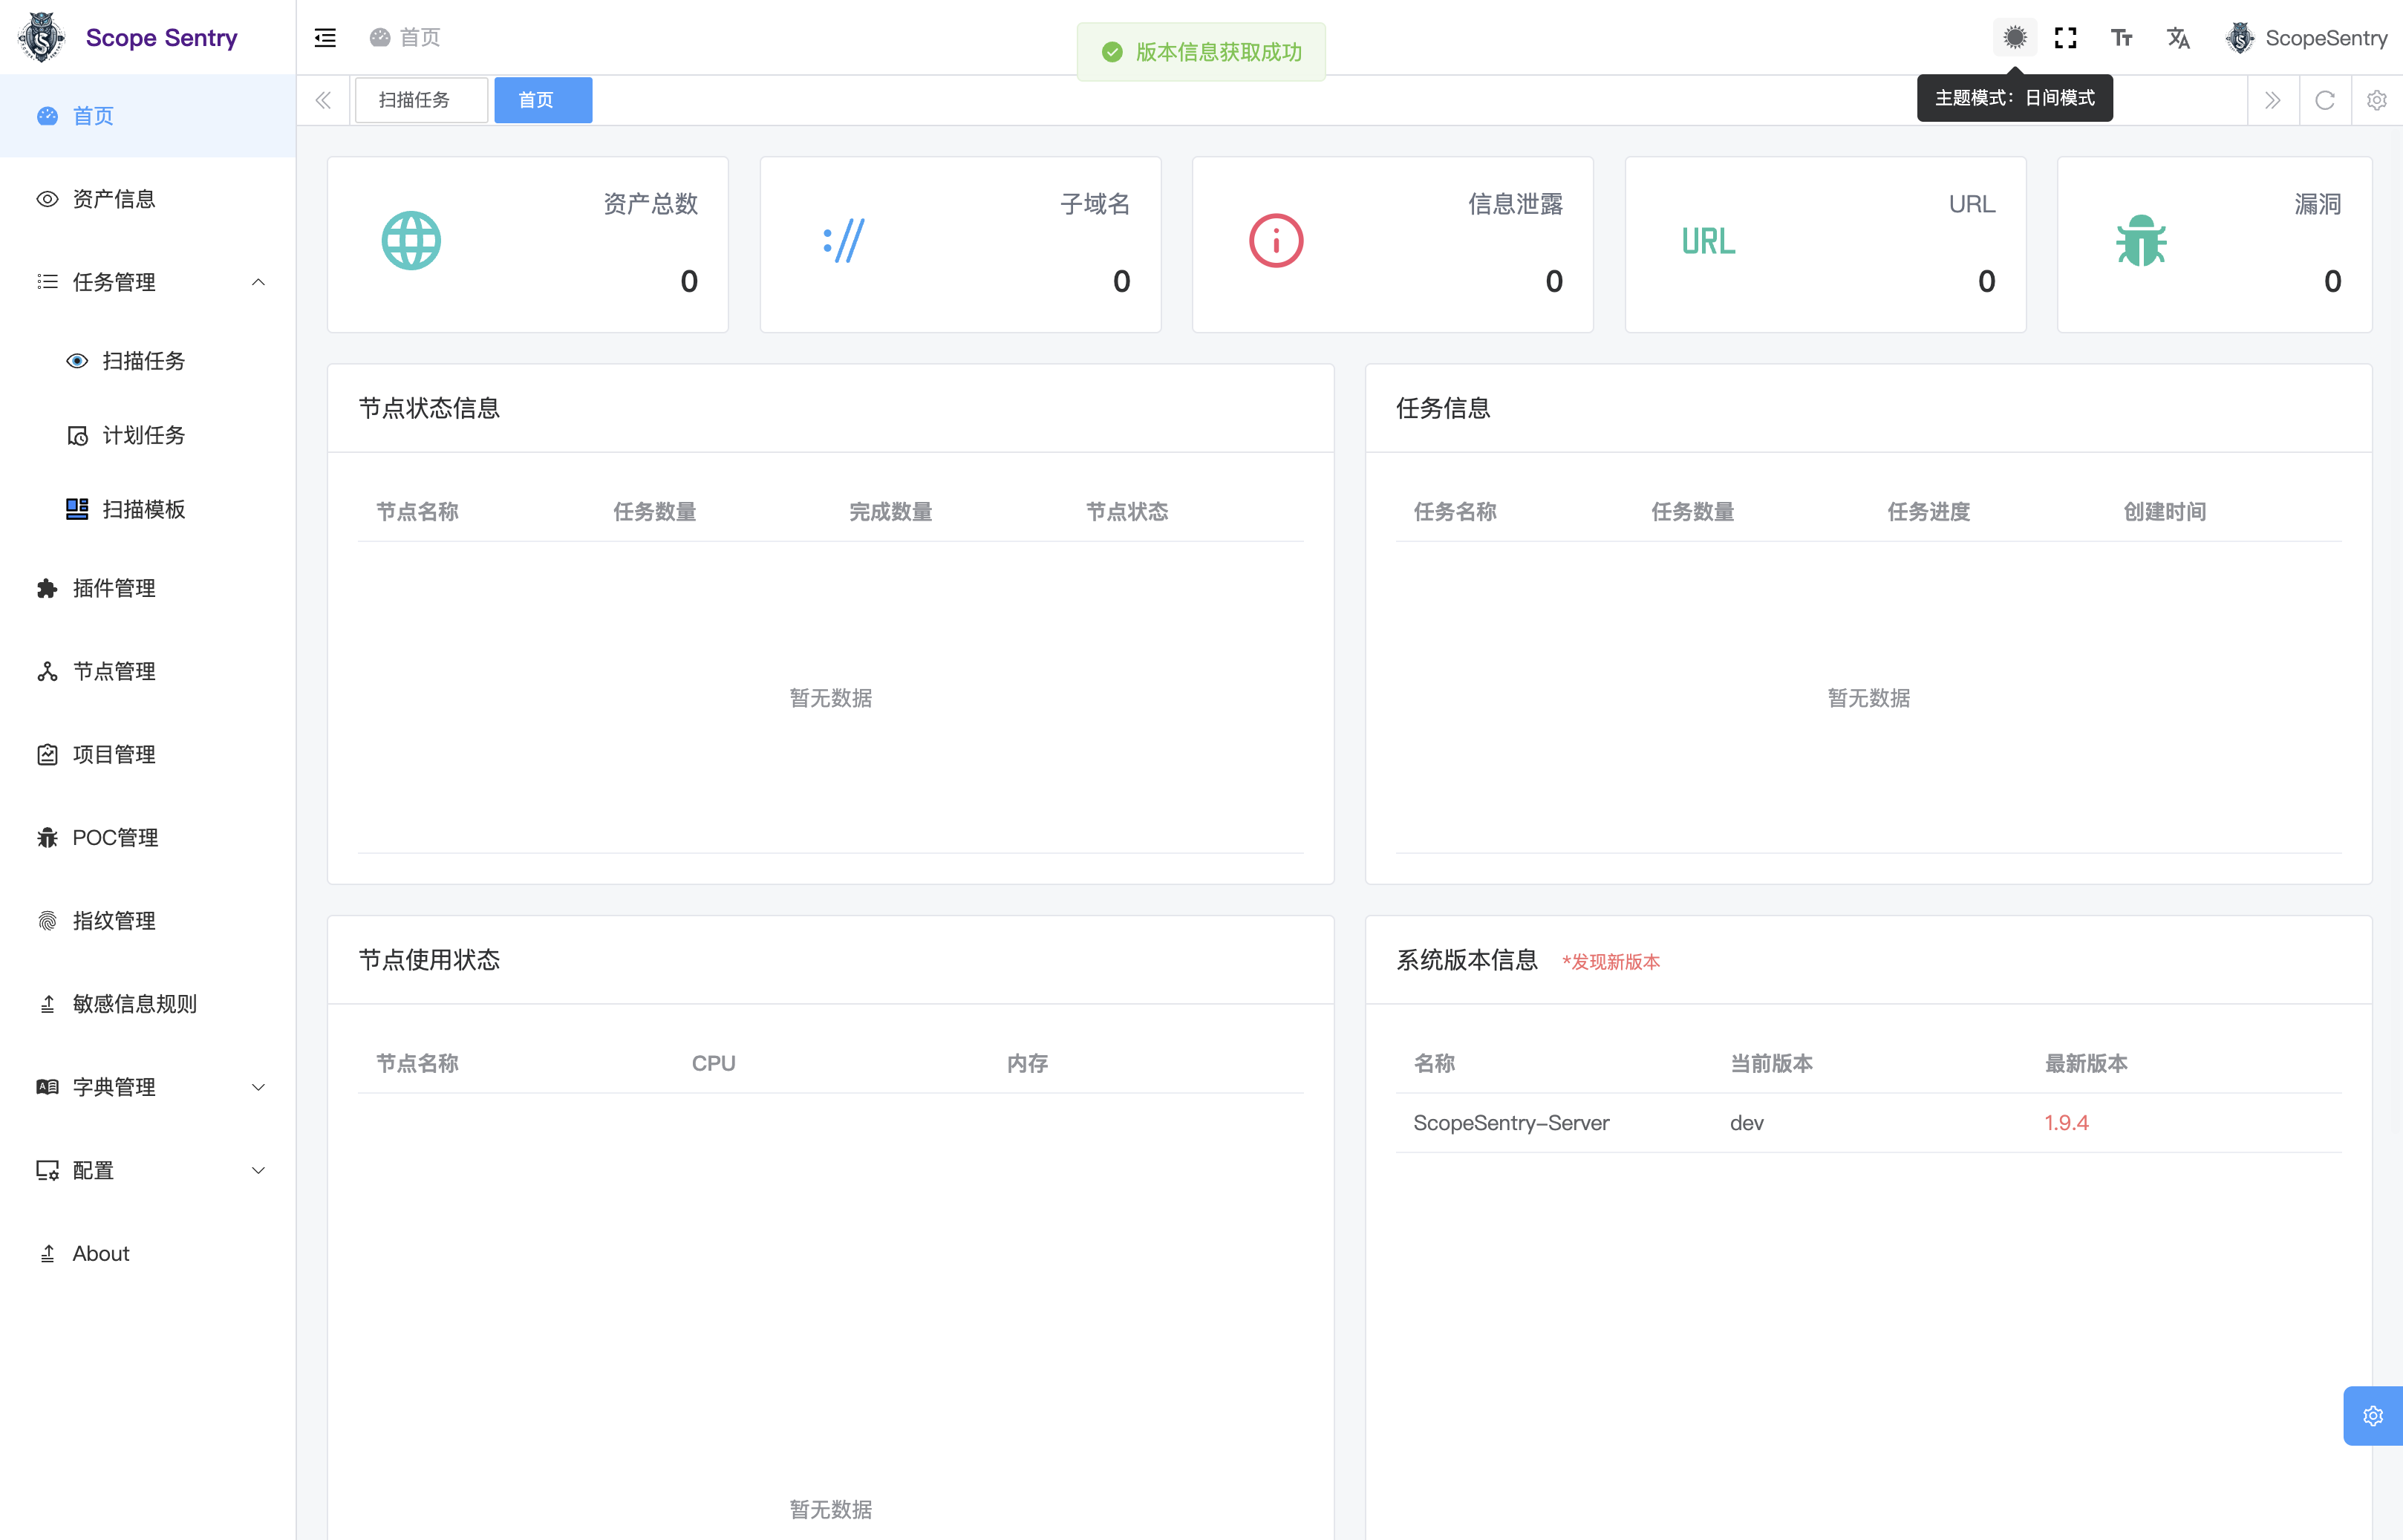 Scope Sentry
首页
版本信息获取成功
ScopeSentry
扫描任务
首页
主题模式：日间模式
首页
资产信息
任务管理
扫描任务
计划任务
扫描模板
插件管理
节点管理
项目管理
POC管理
指纹管理
敏感信息规则
字典管理
配置
About
资产总数
0
://
子域名
0
信息泄露
0
URL
URL
0
漏洞
0
节点状态信息
节点名称 任务数量 完成数量 节点状态
暂无数据
任务信息
任务名称 任务数量 任务进度 创建时间
暂无数据
节点使用状态
节点名称 CPU 内存
暂无数据
系统版本信息 *发现新版本
名称 当前版本 最新版本
ScopeSentry-Server dev 1.9.4